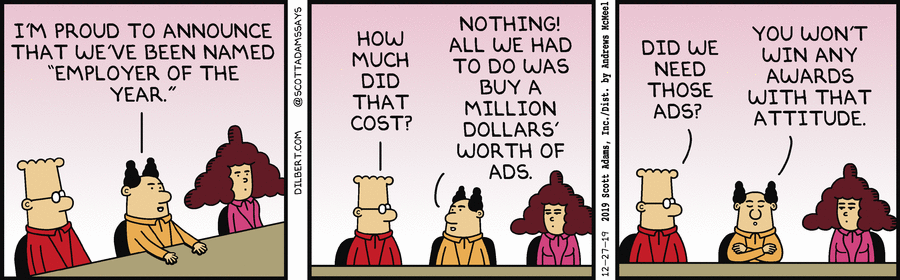 I'M PROUD TO ANNOUNCE
THAT WE'VE BEEN NAMED
"EMPLOYER OF THE
YEAR."
DILBERT.COM @SCOTTADAMSSAYS
HOW
MUCH
DID
THAT
COST?
NOTHING!
ALL WE HAD
TO DO WAS
BUY A
MILLION
DOLLARS'
WORTH OF
ADS.
12-27-19 2019 Scott Adams, Inc./Dist. by Andrews McMeel
DID WE
NEED
THOSE
ADS?
YOU WON'T
WIN ANY
AWARDS
WITH THAT
ATTITUDE.